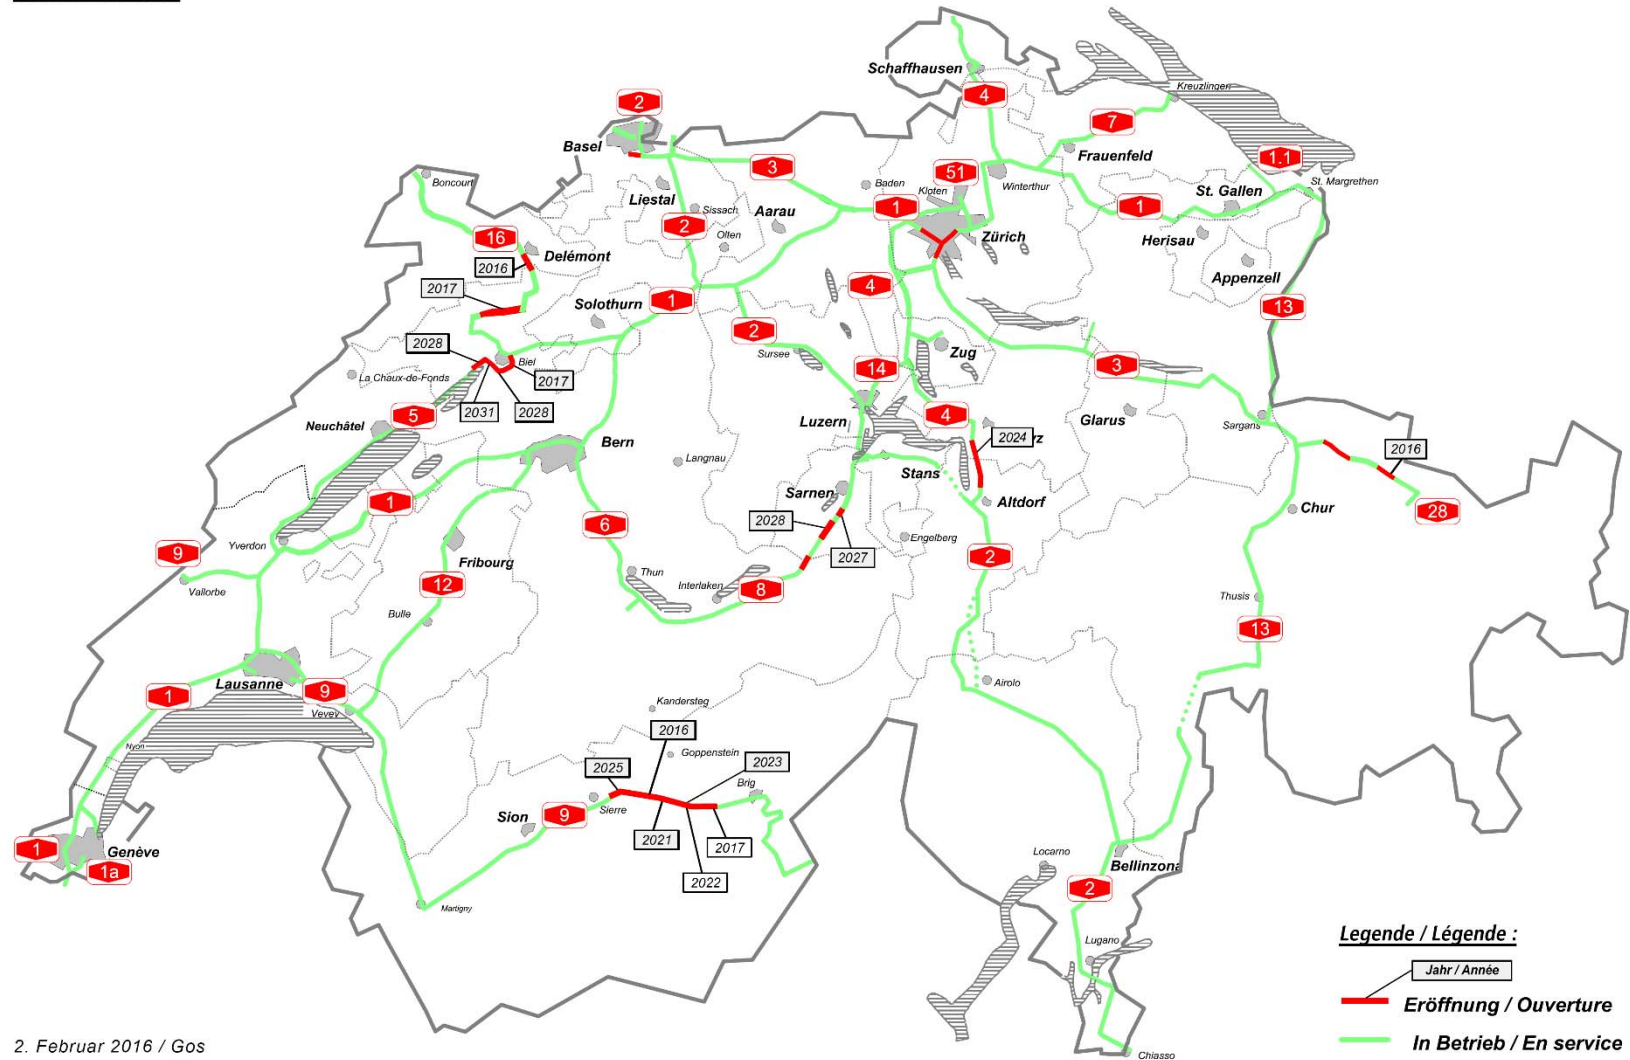 Schaffhausen
4
Kreuzlingen
2
7
Basel
Frauenfeld
1.1
3
51
Winterthur
St. Gallen
St. Margrethen
Boncourt
Baden
Kloten
Liestal
Sissach
Aarau
1
1
2
Olten
Zürich
Herisau
16
Delémont
2016
Appenzell
2017
4
Solothurn
1
13
2
2028
Biel
Sursee
Zug
La Chaux-de-Fonds
2017
14
3
2031
2028
5
Neuchâtel
Luzern
4
Glarus
Sargans
Bern
2024
rz
2016
Langnau
Stans
1
Sarnen
Altdorf
Chur
28
6
2028
Engelberg
Yverdon
9
2027
2
Fribourg
Thun
Interlaken
8
Vallorbe
12
Thusis
Bulle
13
Lausanne
9
1
Airolo
Vevey
Kandersteg
2016
Nyon
Goppenstein
2025
2023
Brig
Sierre
Sion
9
2021
2017
1
Genève
Locarno
Bellinzona
1a
2022
2
Martigny
Lugano
Legende / Légende :
Jahr / Année
Eröffnung / Ouverture
In Betrieb / En service
2. Februar 2016 / Gos
Chiasso